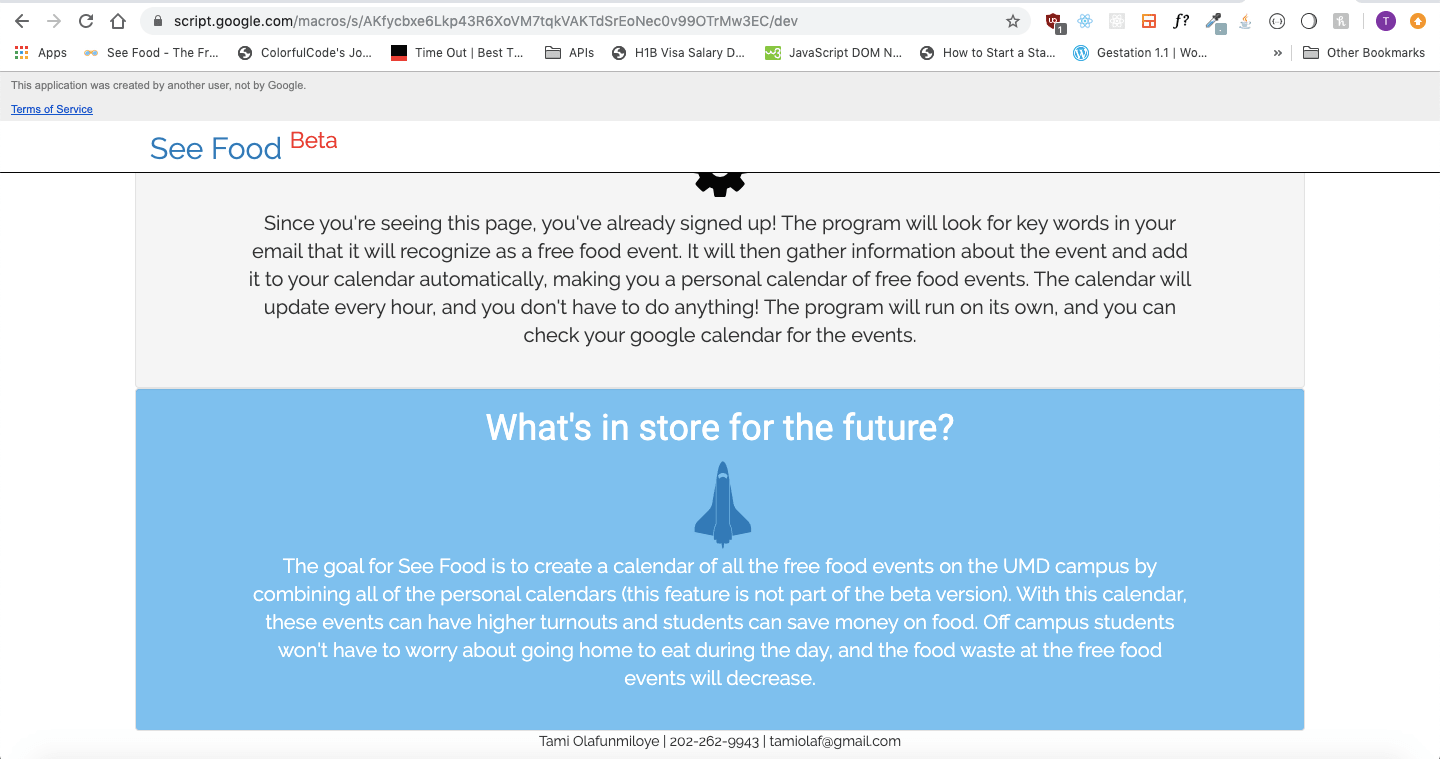 script.google.com/macros/s/AKfycbxe6Lkp43R6XoVM7tqkVAKTdSrEoNec0v99OTrMw3EC/dev
1
f?
T
Apps
See Food - The Fr...
ColorfulCode's Jo...
Time Out | Best T...
APIs
H1B Visa Salary D...
JavaScript DOM N...
How to Start a Sta...
Gestation 1.1 | Wo...
»
Other Bookmarks
This application was created by another user, not by Google.
Terms of Service
See Food Beta
Since you're seeing this page, you've already signed up! The program will look for key words in your
email that it will recognize as a free food event. It will then gather information about the event and add
it to your calendar automatically, making you a personal calendar of free food events. The calendar will
update every hour, and you don't have to do anything! The program will run on its own, and you can
check your google calendar for the events.
What's in store for the future?
The goal for See Food is to create a calendar of all the free food events on the UMD campus by
combining all of the personal calendars (this feature is not part of the beta version). With this calendar,
these events can have higher turnouts and students can save money on food. Off campus students
won't have to worry about going home to eat during the day, and the food waste at the free food
events will decrease.
Tami Olafunmiloye | 202-262-9943 | tamiolaf@gmail.com